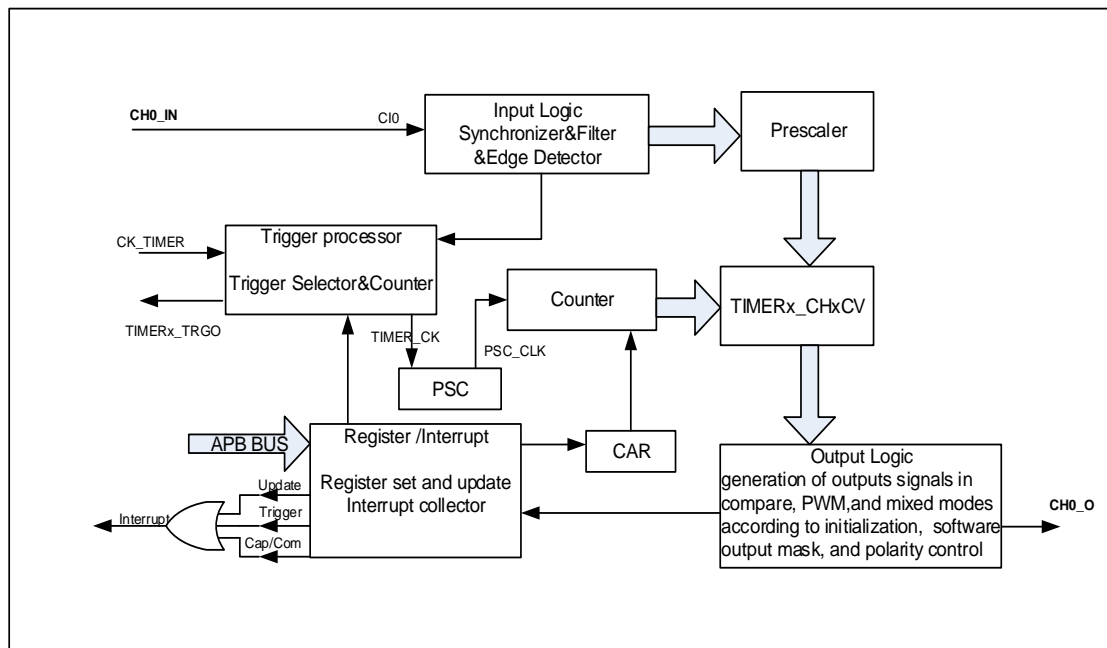 CH0_IN
CI0
Input Logic
Synchronizer&Filter
&Edge Detector
Prescaler
CK_TIMER
Trigger processor
Trigger Selector&Counter
TIMERx_TRGO
TIMER_CK
PSC_CLK
Counter
TIMERx_CHxCV
PSC
APB BUS
Register /Interrupt
Register set and update
Interrupt collector
CAR
Update
Trigger
Cap/Com
Interrupt
Output Logic
generation of outputs signals in
compare, PWM,and mixed modes
according to initialization, software
output mask, and polarity control
CH0_O